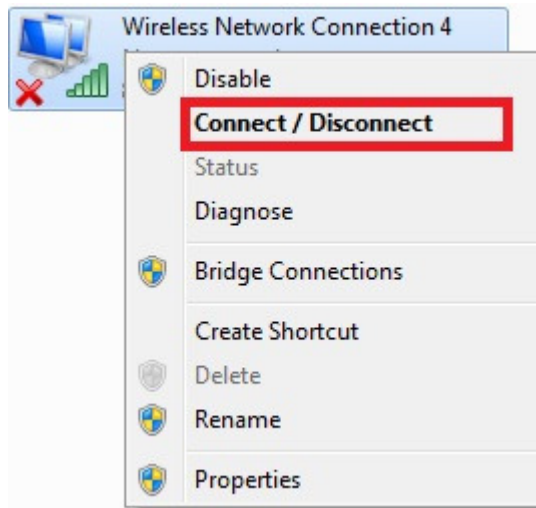 Wireless Network Connection 4
Disable
Connect / Disconnect
Status
Diagnose
Bridge Connections
Create Shortcut
Delete
Rename
Properties